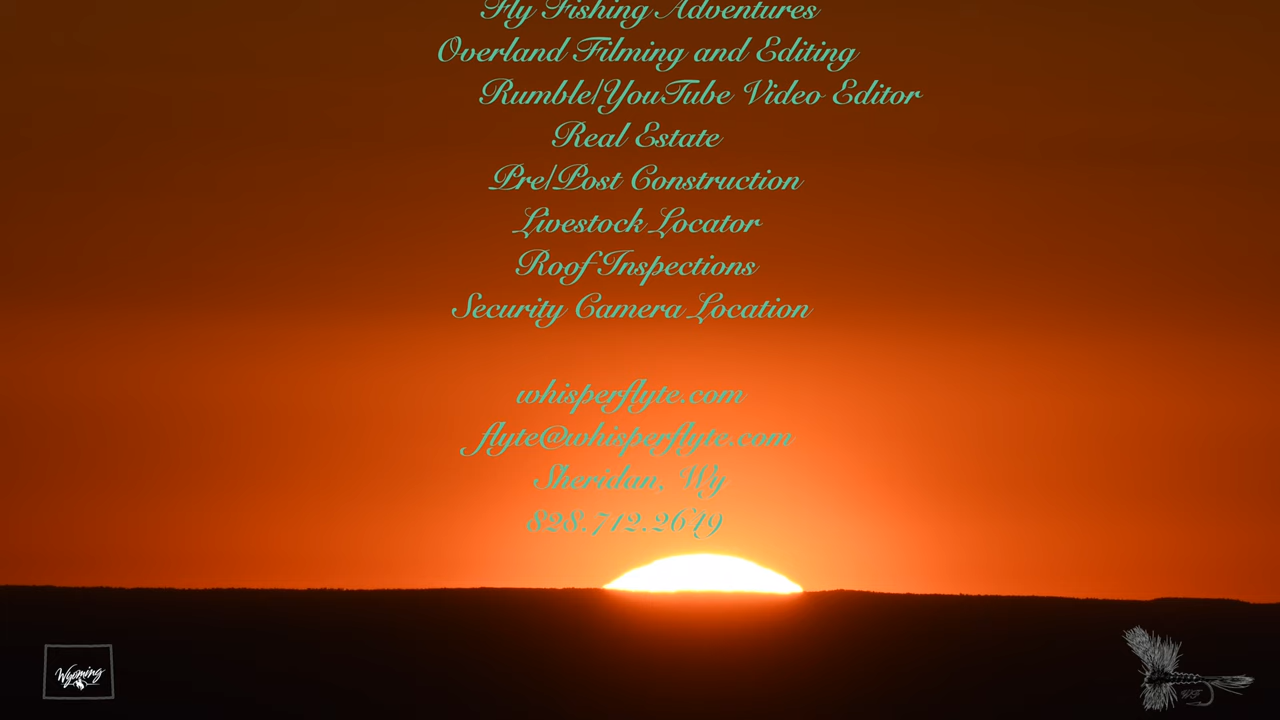 Fly Fishing Adventures
Overland Filming and Editing
Rumble/YouTube Video Editor
Real Estate
Pre/Post Construction
Livestock Locator
Roof Inspections
Security Camera Location
whisperflyte.com
flyte@whisperflyte.com
Sheridan, Wy
828.712.2619
Wyoming
WF